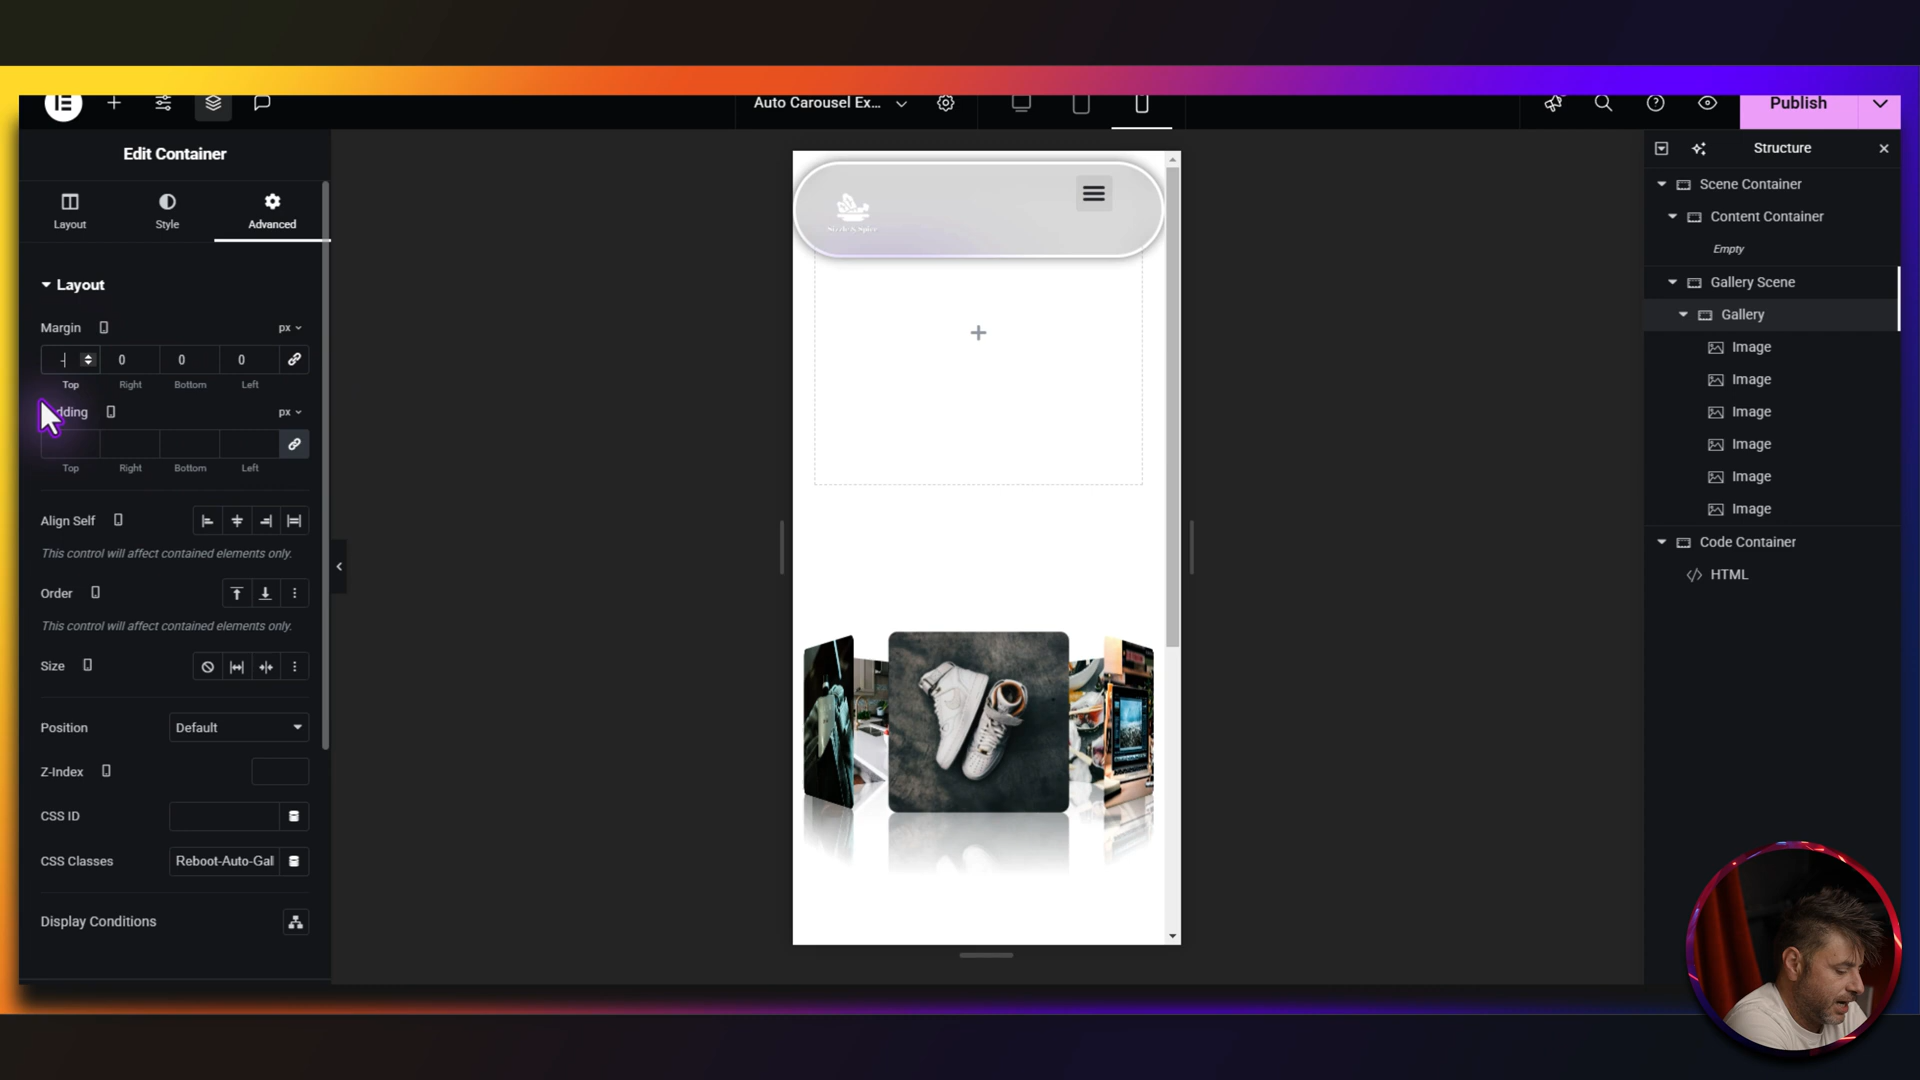 Auto Carousel Ex...
Publish
Edit Container
Structure
Layout
Style
Advanced
Scene Container
Content Container
Empty
Gallery Scene
Gallery
Image
Image
Image
Image
Image
Image
Code Container
HTML
Layout
Margin
px
-
0
0
0
Top
Right
Bottom
Left
dding
px
Top
Right
Bottom
Left
Align Self
This control will affect contained elements only.
Order
This control will affect contained elements only.
Size
Position
Default
Z-Index
CSS ID
CSS Classes
Reboot-Auto-Gal
Display Conditions
Sizzle & Spice